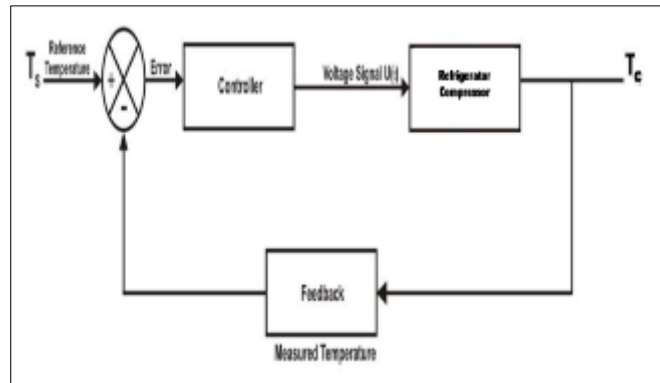 Ts
Reference
Temperature
+
-
Error
Controller
Voltage Signal U(t)
Refrigerator
Compressor
Tc
Feedback
Measured Temperature